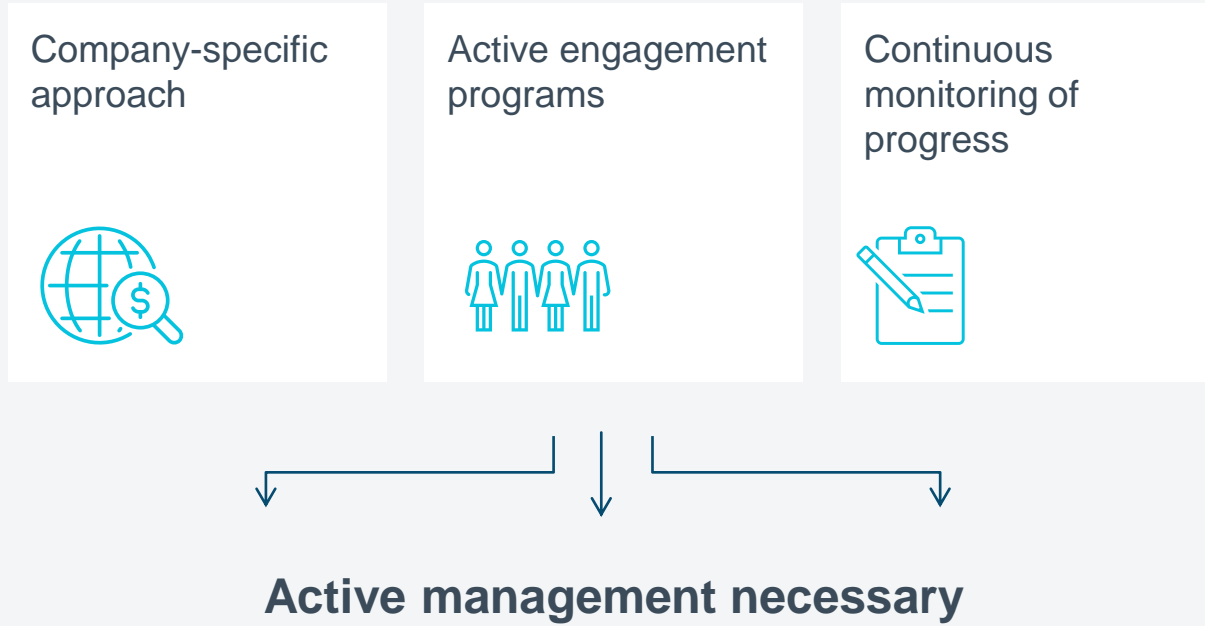 Company-specific
approach
Active engagement
programs
Continuous
monitoring of
progress
$
Active management necessary